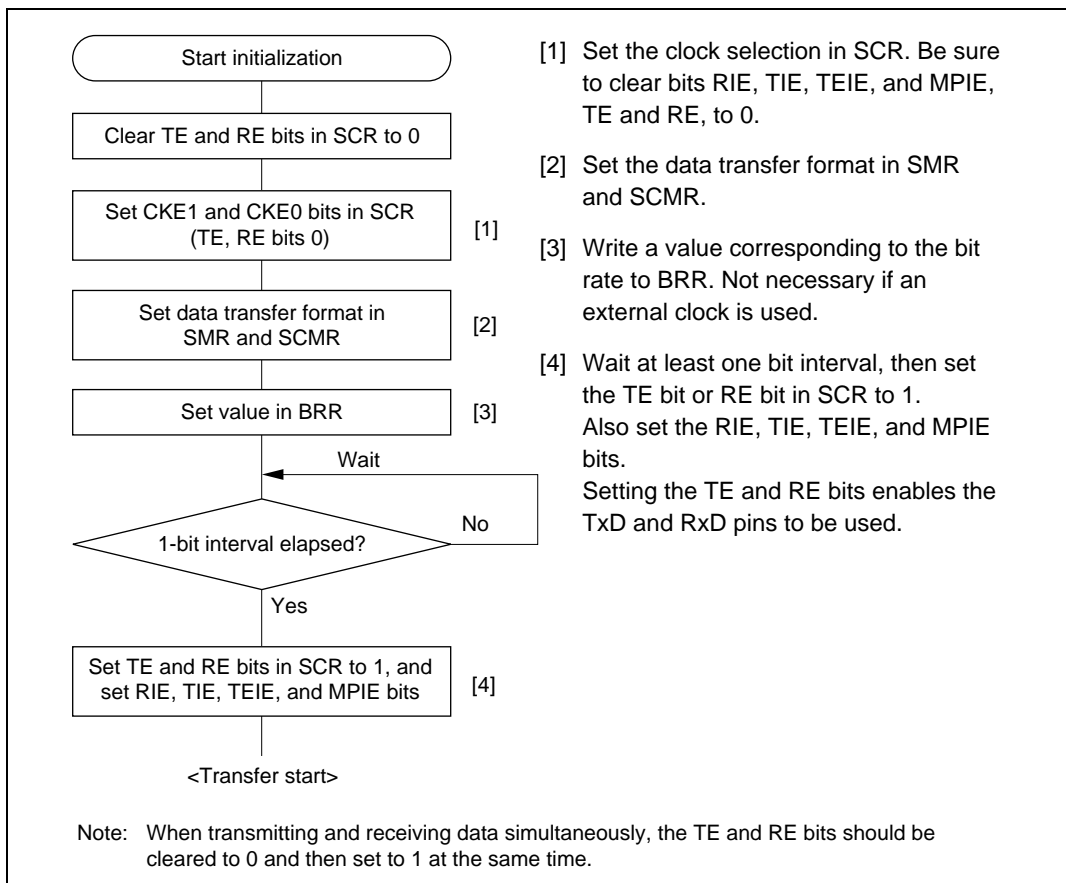 Start initialization
Clear TE and RE bits in SCR to 0
Set CKE1 and CKE0 bits in SCR
(TE, RE bits 0)
[1]
Set data transfer format in
SMR and SCMR
[2]
Set value in BRR
[3]
Wait
No
1-bit interval elapsed?
Yes
Set TE and RE bits in SCR to 1, and
set RIE, TIE, TEIE, and MPIE bits
[4]
<Transfer start>
[1] Set the clock selection in SCR. Be sure
to clear bits RIE, TIE, TEIE, and MPIE,
TE and RE, to 0.
[2] Set the data transfer format in SMR
and SCMR.
[3] Write a value corresponding to the bit
rate to BRR. Not necessary if an
external clock is used.
[4] Wait at least one bit interval, then set
the TE bit or RE bit in SCR to 1.
Also set the RIE, TIE, TEIE, and MPIE
bits.
Setting the TE and RE bits enables the
TxD and RxD pins to be used.
Note: When transmitting and receiving data simultaneously, the TE and RE bits should be
cleared to 0 and then set to 1 at the same time.